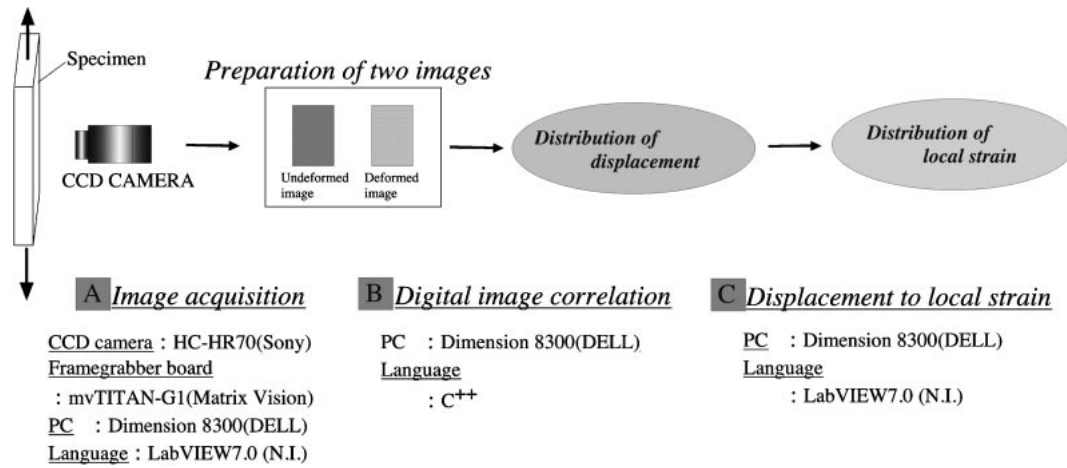 Specimen
Preparation of two images
Undeformed
image
Deformed
image
CCD CAMERA
Distribution of
displacement
Distribution of
local strain
A Image acquisition
CCD camera : HC-HR70(Sony)
Framegrabber board
: mvTITAN-G1(Matrix Vision)
PC : Dimension 8300(DELL)
Language : LabVIEW7.0 (N.I.)
B Digital image correlation
PC : Dimension 8300(DELL)
Language
: C++
C Displacement to local strain
PC : Dimension 8300(DELL)
Language
: LabVIEW7.0 (N.I.)